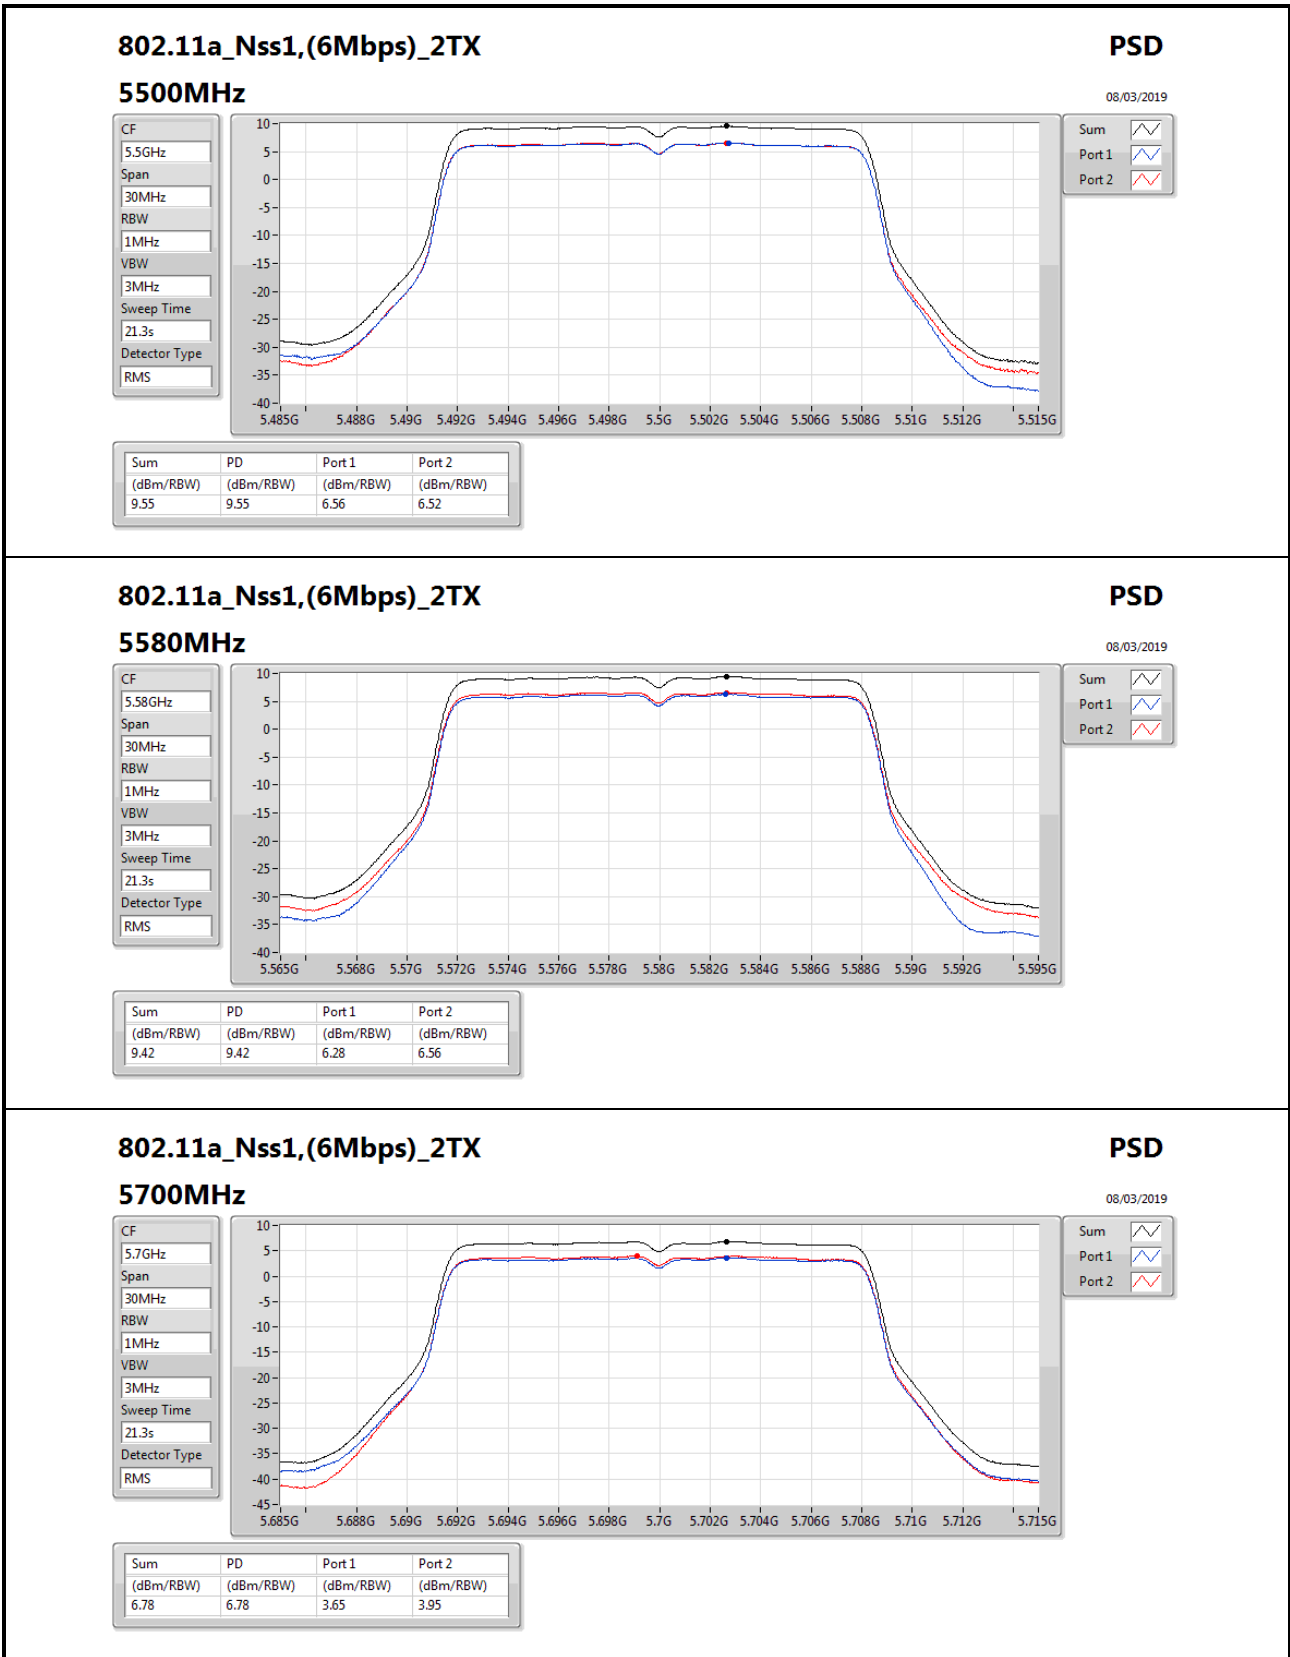 802.11a_Nss1,(6Mbps)_2TX PSD
5500MHz 08/03/2019
CF
5.5GHz
Span
30MHz
RBW
1MHz
VBW
3MHz
Sweep Time
21.3s
Detector Type
RMS
10
5
0
-5
-10
-15
-20
-25
-30
-35
-40
5.485G 5.488G 5.49G 5.492G 5.494G 5.496G 5.498G 5.5G 5.502G 5.504G 5.506G 5.508G 5.51G 5.512G 5.515G
Sum
Port 1
Port 2
Sum PD Port 1 Port 2
(dBm/RBW) (dBm/RBW) (dBm/RBW) (dBm/RBW)
9.55 9.55 6.56 6.52
802.11a_Nss1,(6Mbps)_2TX PSD
5580MHz 08/03/2019
CF
5.58GHz
Span
30MHz
RBW
1MHz
VBW
3MHz
Sweep Time
21.3s
Detector Type
RMS
10
5
0
-5
-10
-15
-20
-25
-30
-35
-40
5.565G 5.568G 5.57G 5.572G 5.574G 5.576G 5.578G 5.58G 5.582G 5.584G 5.586G 5.588G 5.59G 5.592G 5.595G
Sum
Port 1
Port 2
Sum PD Port 1 Port 2
(dBm/RBW) (dBm/RBW) (dBm/RBW) (dBm/RBW)
9.42 9.42 6.28 6.56
802.11a_Nss1,(6Mbps)_2TX PSD
5700MHz 08/03/2019
CF
5.7GHz
Span
30MHz
RBW
1MHz
VBW
3MHz
Sweep Time
21.3s
Detector Type
RMS
10
5
0
-5
-10
-15
-20
-25
-30
-35
-40
-45
5.685G 5.688G 5.69G 5.692G 5.694G 5.696G 5.698G 5.7G 5.702G 5.704G 5.706G 5.708G 5.71G 5.712G 5.715G
Sum
Port 1
Port 2
Sum PD Port 1 Port 2
(dBm/RBW) (dBm/RBW) (dBm/RBW) (dBm/RBW)
6.78 6.78 3.65 3.95